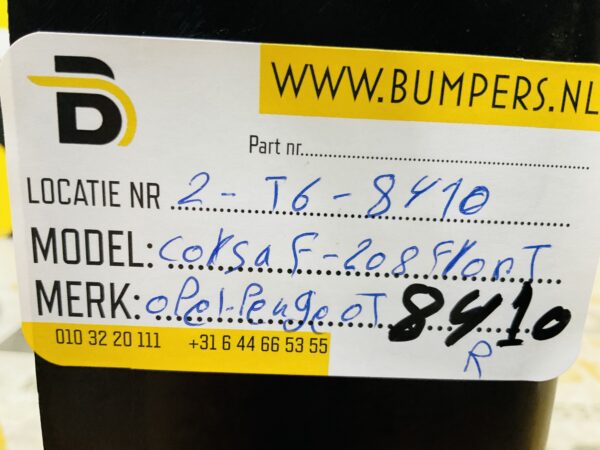 B
WWW.BUMPERS.NL
Part nr.
LOCATIE NR 2-T6-8410
MODEL: corsa F-208 Front
MERK: opel-Peugeot 8410
R
010 32 20 111 +31 6 44 66 53 55